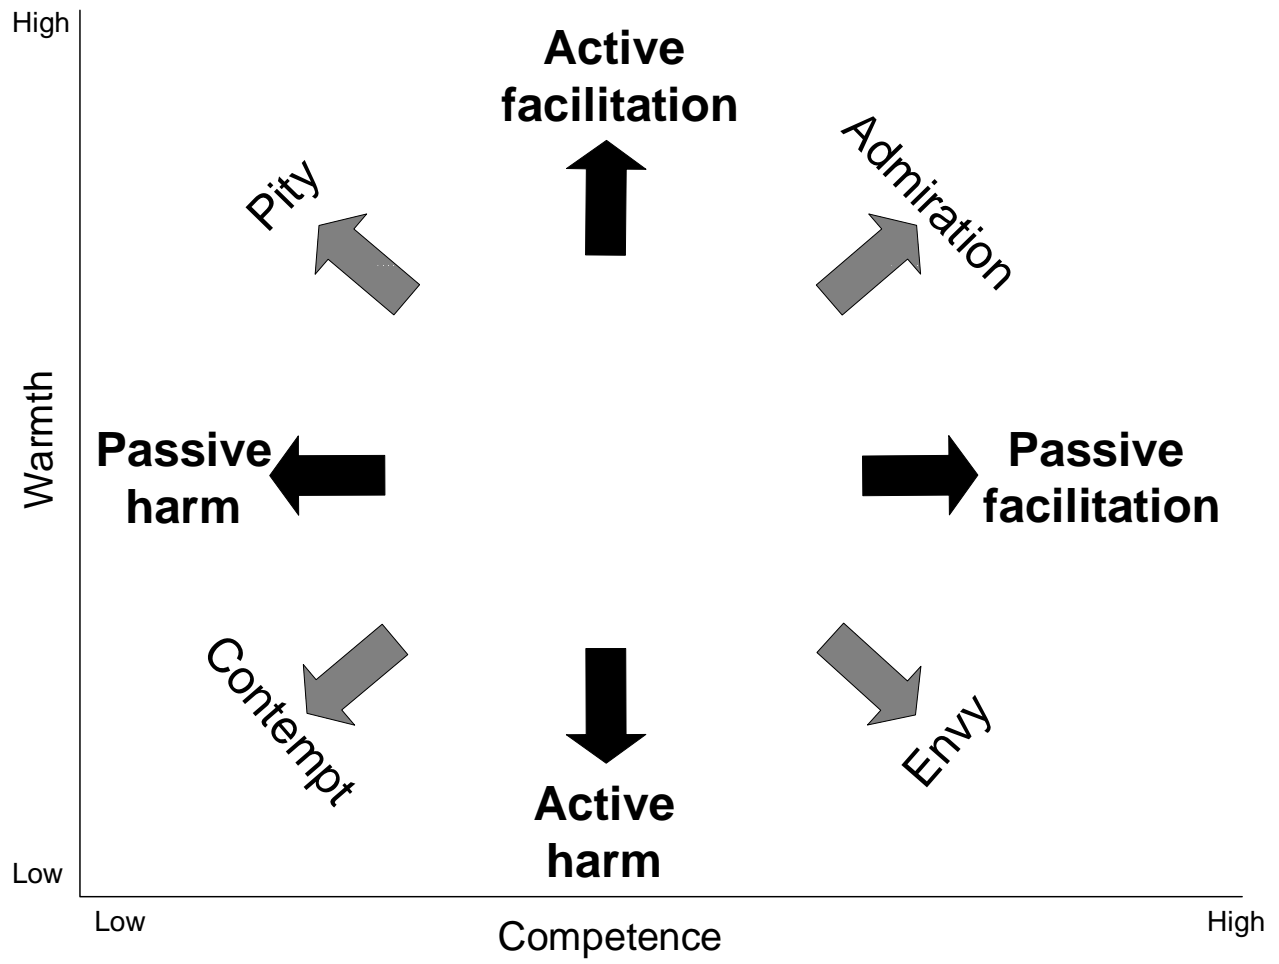 High
Active
facilitation
Admiration
Pity
Warmth
Passive
harm
Passive
facilitation
Contempt
Envy
Active
harm
Low
Low
Competence
High